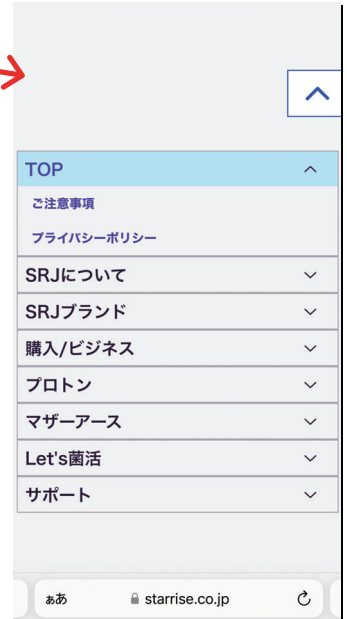 TOP
ご注意事項
プライバシーポリシー
SRJについて
SRJブランド
購入/ビジネス
プロトン
マザーアース
Let's菌活
サポート
ぁあ starrise.co.jp